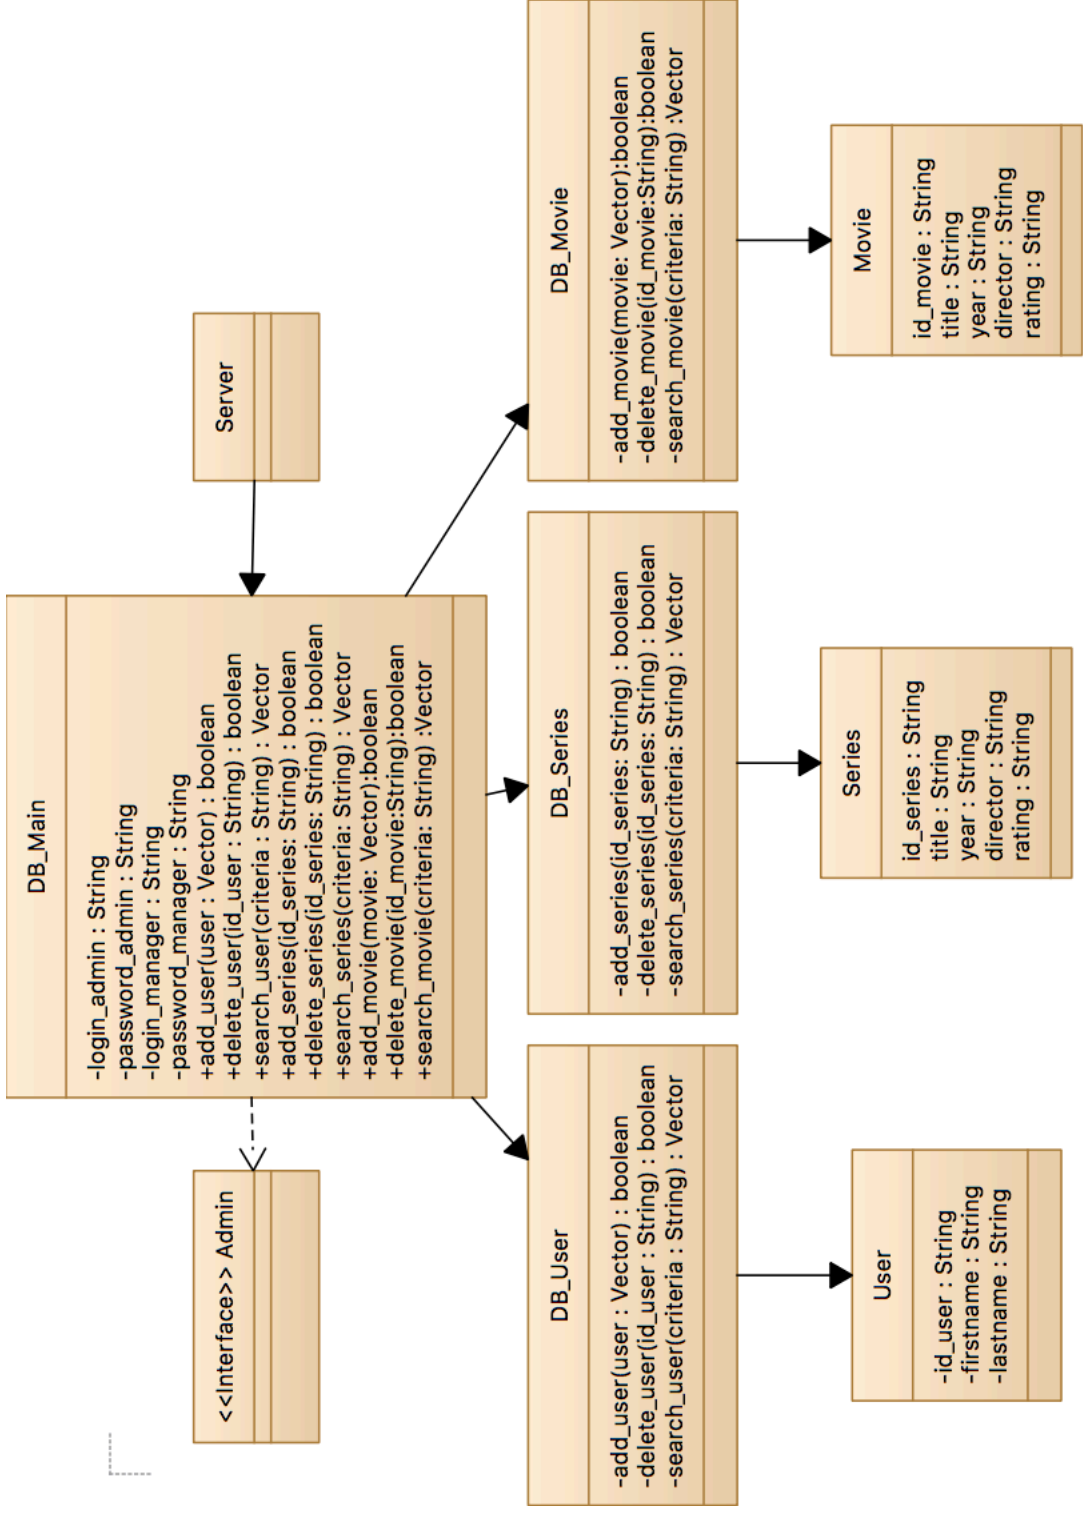 <<Interface>> Admin
DB_Main
-login_admin : String
-password_admin : String
-login_manager : String
-password_manager : String
+add_user(user : Vector) : boolean
+delete_user(id_user : String) : boolean
+search_user(criteria : String) : Vector
+add_series(id_series: String) : boolean
+delete_series(id_series: String) : boolean
+search_series(criteria: String) : Vector
+add_movie(movie: Vector):boolean
+delete_movie(id_movie:String):boolean
+search_movie(criteria: String) :Vector
Server
DB_User
-add_user(user : Vector) : boolean
-delete_user(id_user : String) : boolean
-search_user(criteria : String) : Vector
DB_Series
-add_series(id_series: String) : boolean
-delete_series(id_series: String) : boolean
-search_series(criteria: String) : Vector
DB_Movie
-add_movie(movie: Vector):boolean
-delete_movie(id_movie:String):boolean
-search_movie(criteria: String) :Vector
User
-id_user : String
-firstname : String
-lastname : String
Series
id_series : String
title : String
year : String
director : String
rating : String
Movie
id_movie : String
title : String
year : String
director : String
rating : String